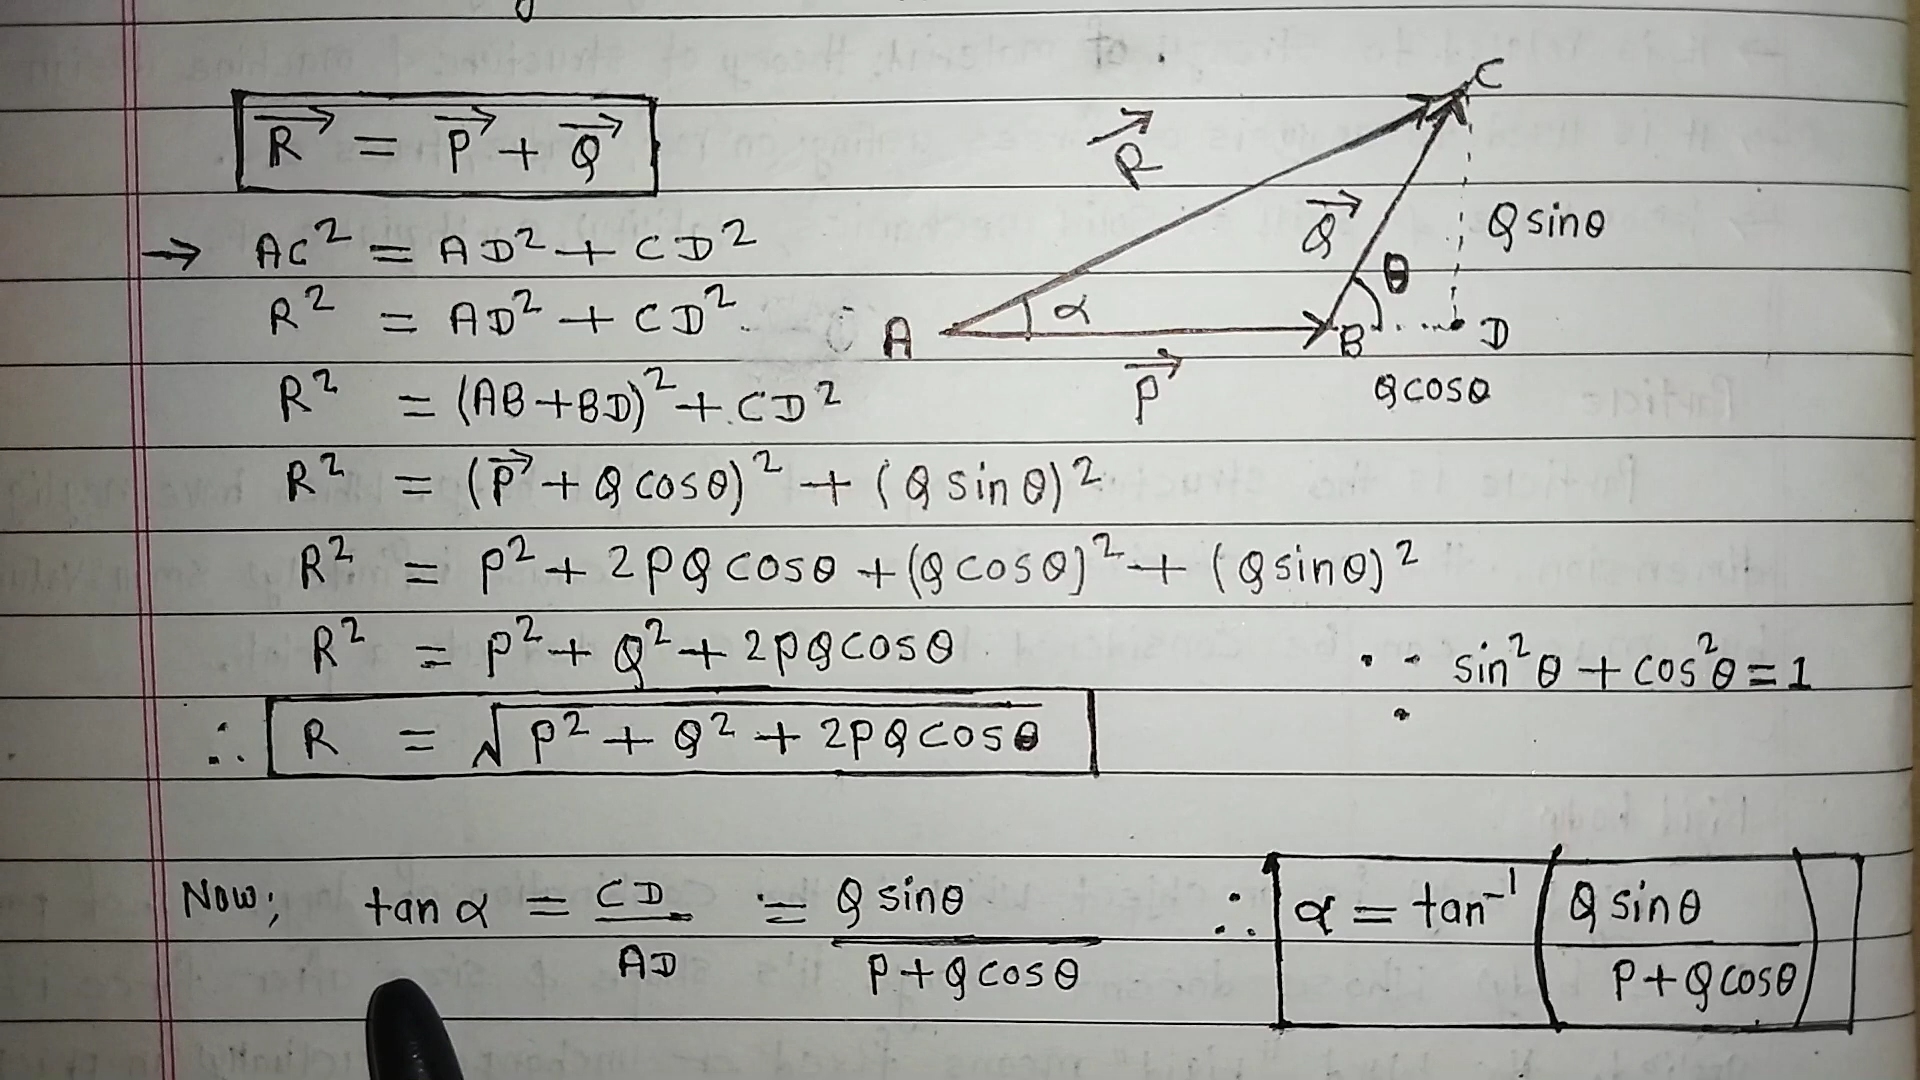 R⃗ = P⃗ + Q⃗
→ AC² = AD² + CD²
R² = AD² + CD²
R² = (AB + BD)² + CD²
R² = (P⃗ + Q cosθ)² + (Q sinθ)²
R² = P² + 2PQ cosθ + (Q cosθ)² + (Q sinθ)²
R² = P² + Q² + 2PQ cosθ
∵ sin²θ + cos²θ = 1
∴ R = √(P² + Q² + 2PQ cosθ)
C
R⃗
Q⃗
Q sinθ
θ
α
A
B
D
P⃗
Q cosθ
Now; tan α = CD/AD = Q sinθ/(P + Q cosθ) ∴ α = tan⁻¹(Q sinθ/(P + Q cosθ))